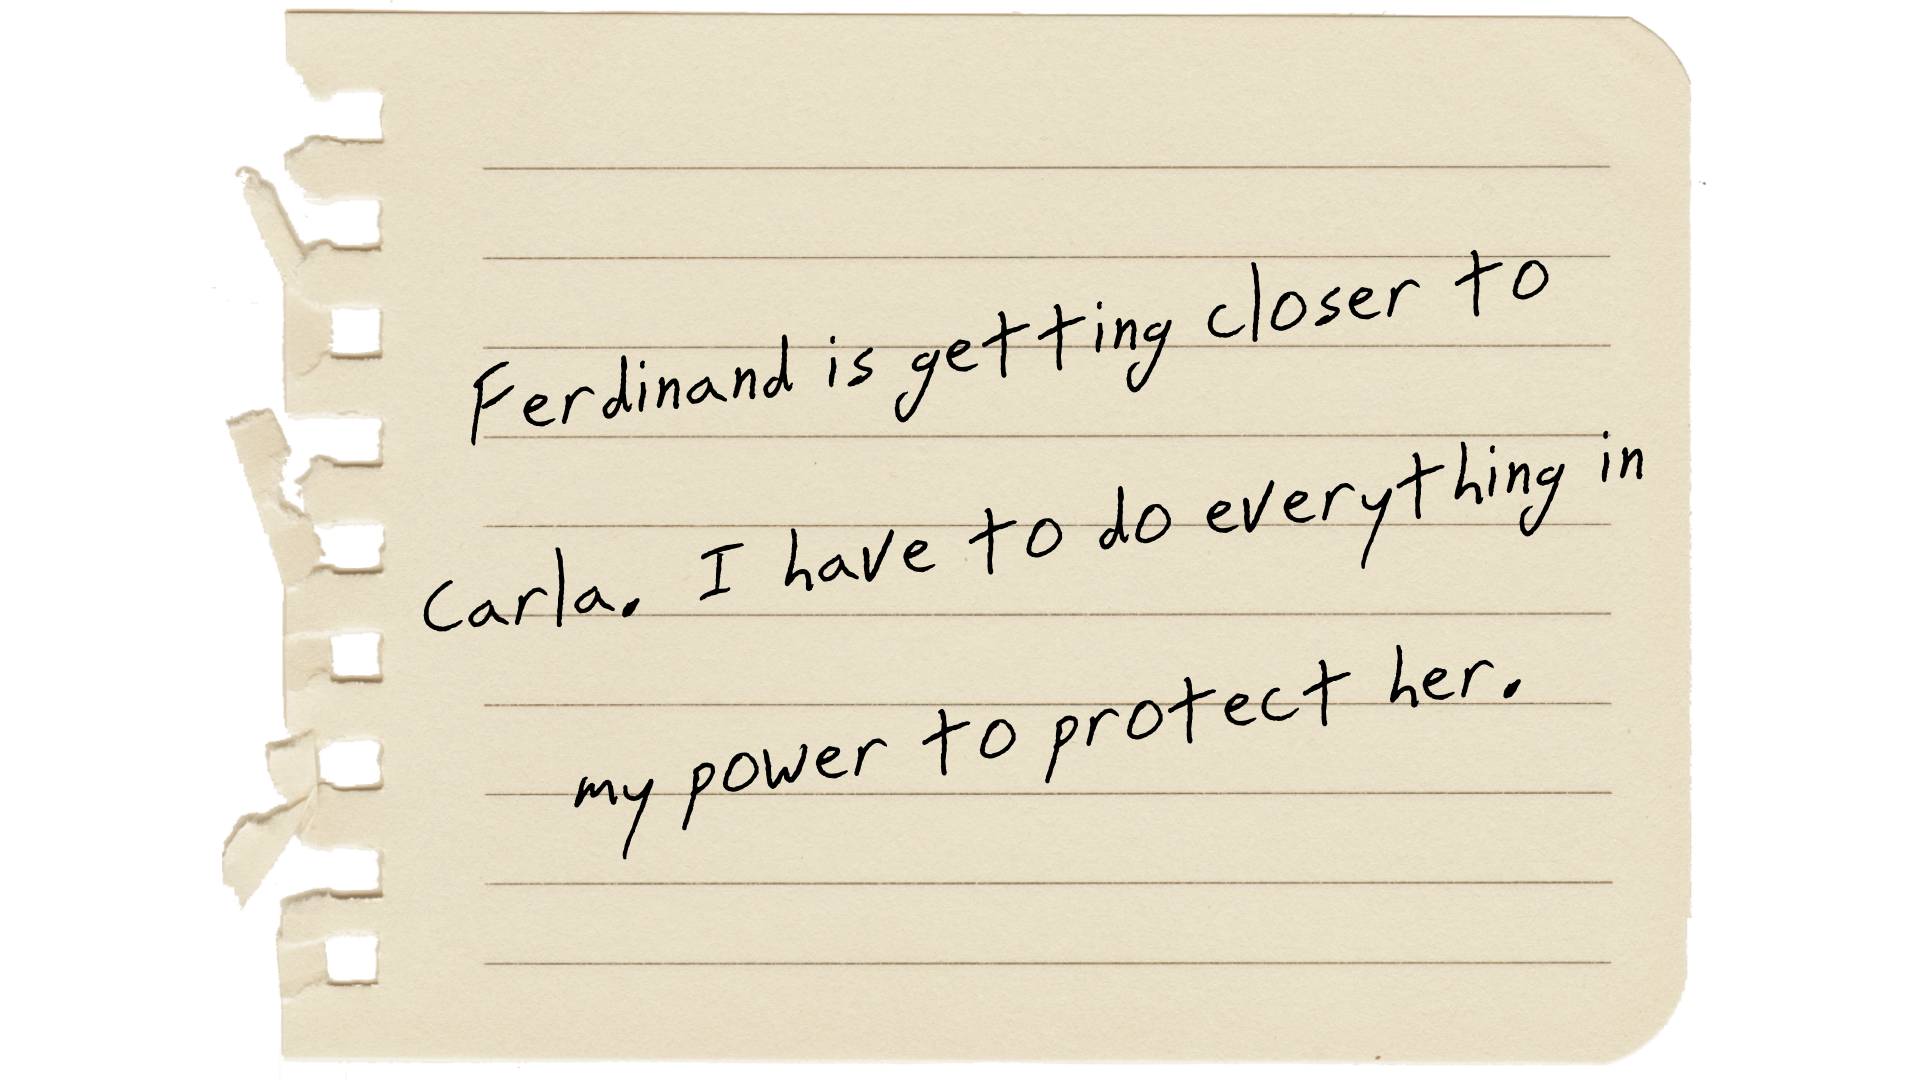 Ferdinand is getting closer to
Carla. I have to do everything in
my power to protect her.